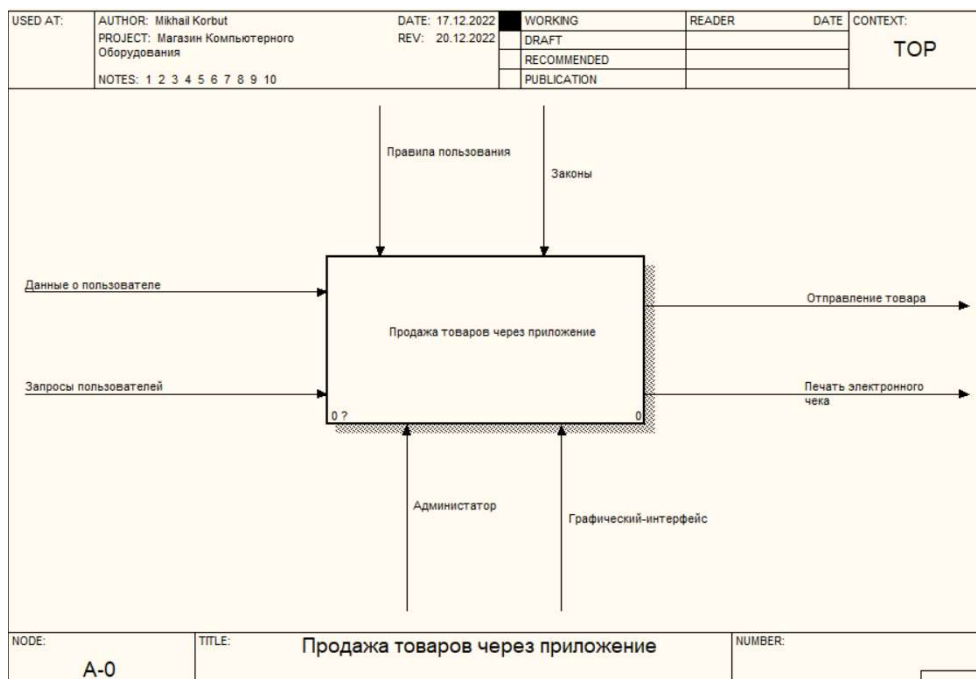 USED AT:
AUTHOR: Mikhail Korbut
DATE: 17.12.2022
WORKING
READER
DATE
CONTEXT:
PROJECT: Магазин Компьютерного
REV: 20.12.2022
DRAFT
TOP
Оборудования
RECOMMENDED
NOTES: 1 2 3 4 5 6 7 8 9 10
PUBLICATION
Правила пользования
Законы
Данные о пользователе
Отправление товара
Продажа товаров через приложение
Запросы пользователей
Печать электронного
чека
0 ?
0
Администатор
Графический-интерфейс
NODE:
TITLE:
Продажа товаров через приложение
NUMBER:
A-0